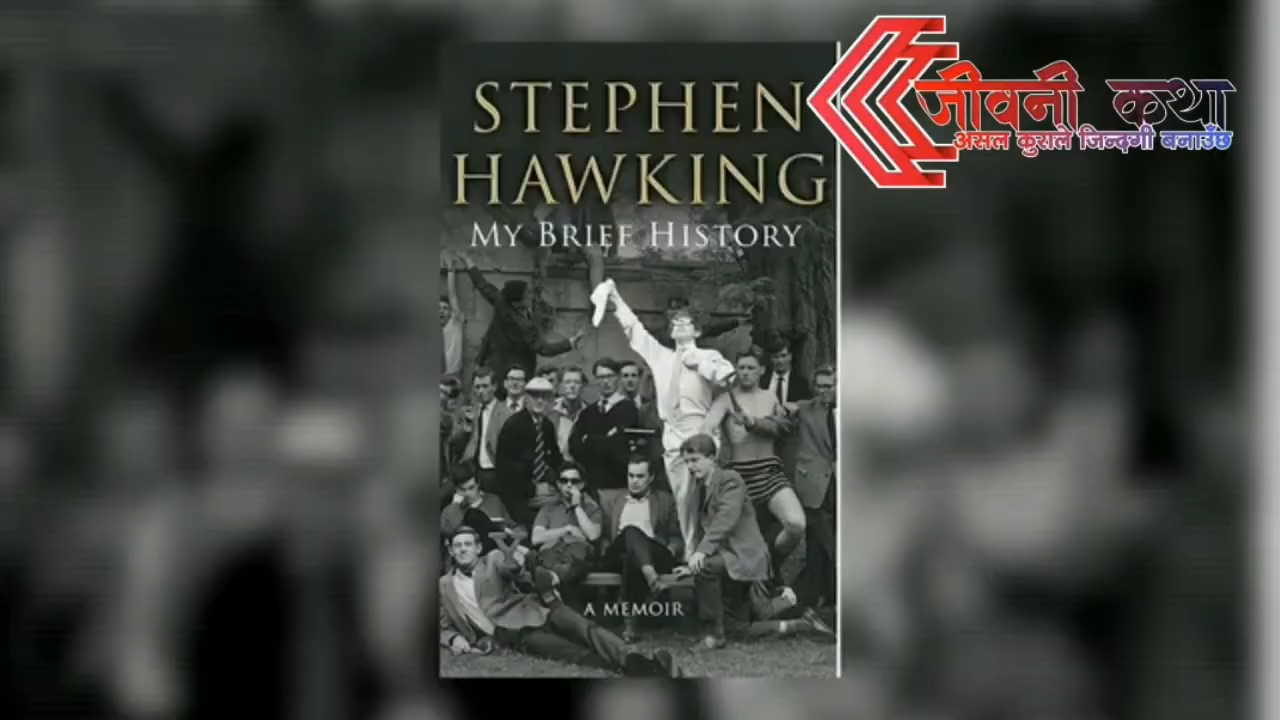 STEPHEN
HAWKING
MY BRIEF HISTORY
A MEMOIR
जीवनी कथा
असल कुराले जिन्दगी बनाउँछ